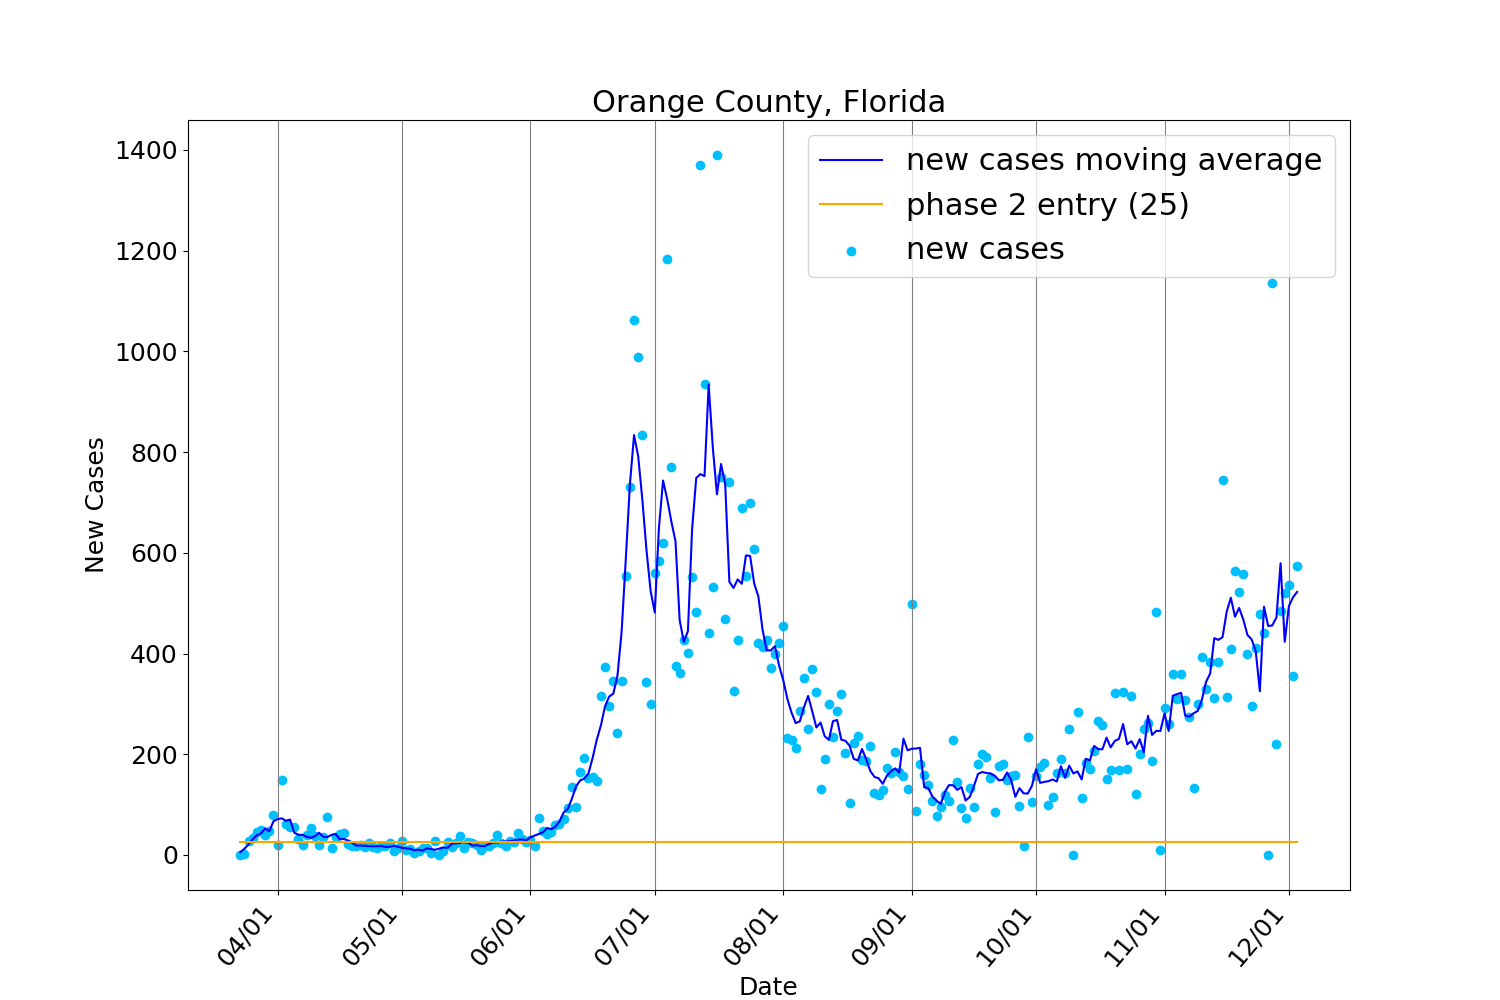 Orange County, Florida
new cases moving average
phase 2 entry (25)
new cases
1400
1200
1000
800
600
400
200
0
New Cases
04/01
05/01
06/01
07/01
08/01
09/01
10/01
11/01
12/01
Date